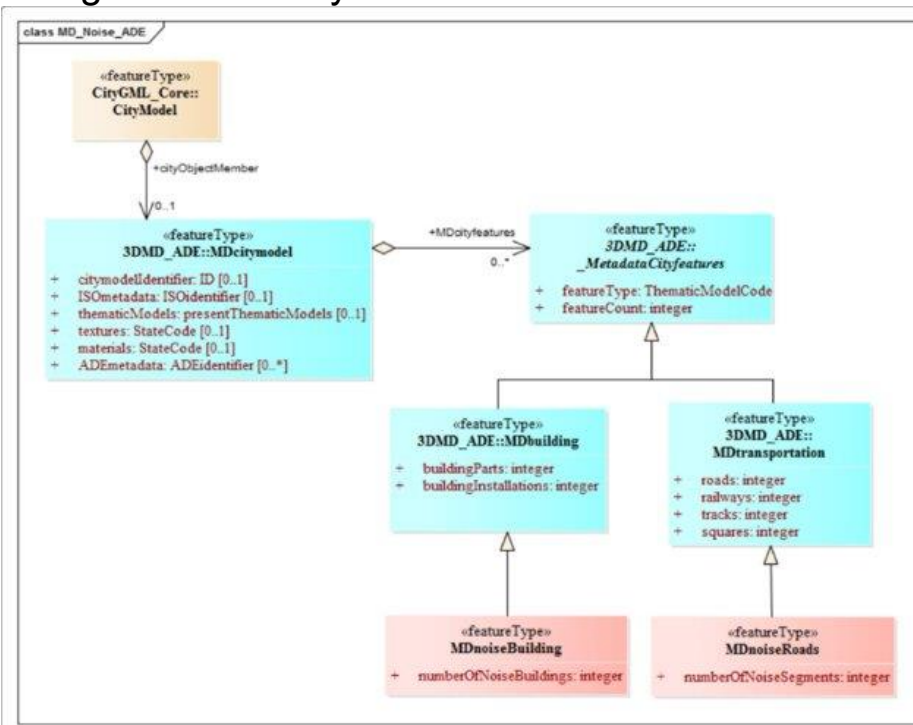 class MD_Noise_ADE
«featureType»
CityGML_Core::
CityModel
+cityObjectMember
0..1
«featureType»
3DMD_ADE::MDcitymodel
+ citymodelIdentifier: ID [0..1]
+ ISOmetadata: ISOidentifier [0..1]
+ thematicModels: presentThematicModels [0..1]
+ textures: StateCode [0..1]
+ materials: StateCode [0..1]
+ ADEmetadata: ADEidentifier [0..*]
+MDcityfeatures
0..*
«featureType»
3DMD_ADE::
_MetadataCityfeatures
+ featureType: ThematicModelCode
+ featureCount: integer
«featureType»
3DMD_ADE::MDbuilding
+ buildingParts: integer
+ buildingInstallations: integer
«featureType»
3DMD_ADE::
MDtransportation
+ roads: integer
+ railways: integer
+ tracks: integer
+ squares: integer
«featureType»
MDnoiseBuilding
+ numberOfNoiseBuildings: integer
«featureType»
MDnoiseRoads
+ numberOfNoiseSegments: integer